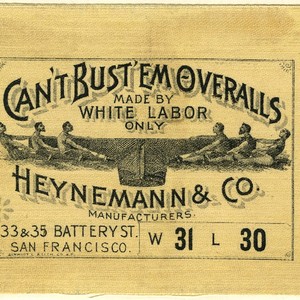 CAN'T BUST 'EM OVERALLS
MADE BY
WHITE LABOR
ONLY
HEYNEMANN & CO.
MANUFACTURERS.
33 & 35 BATTERY ST.
SAN FRANCISCO.
W 31 L 30